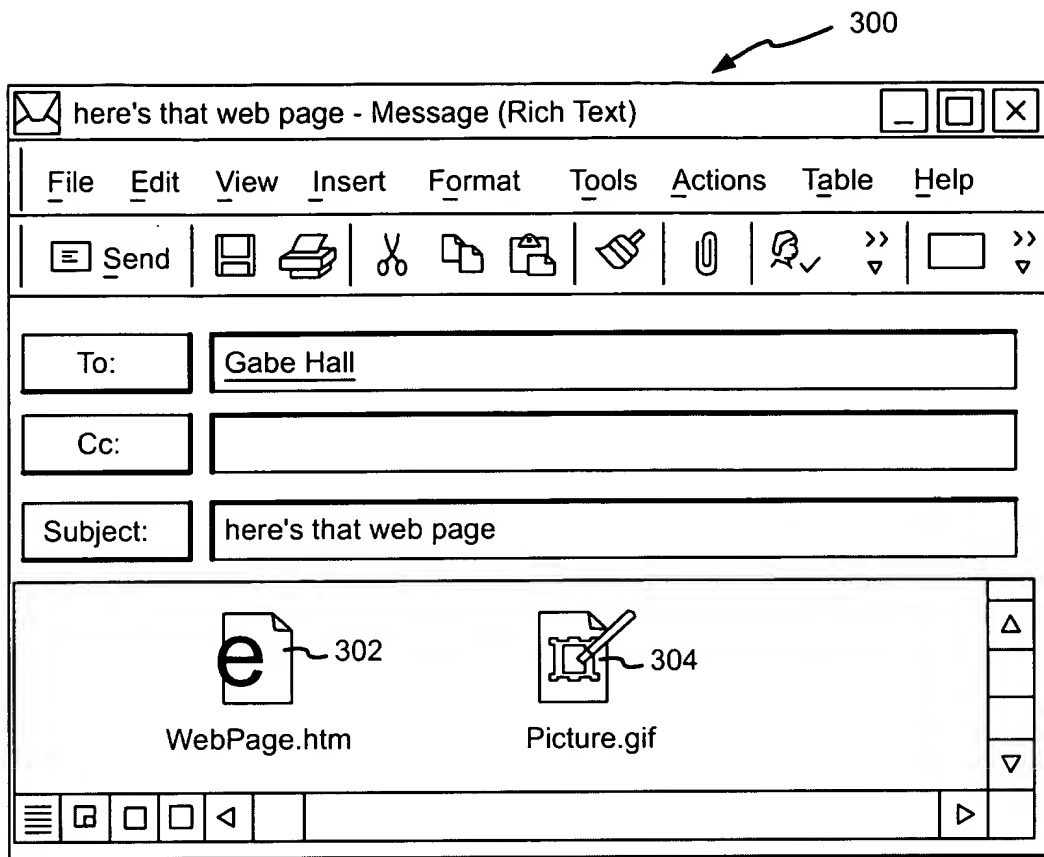 300
here's that web page - Message (Rich Text)
File Edit View Insert Format Tools Actions Table Help
Send
To: Gabe Hall
Cc:
Subject: here's that web page
302 304
WebPage.htm Picture.gif